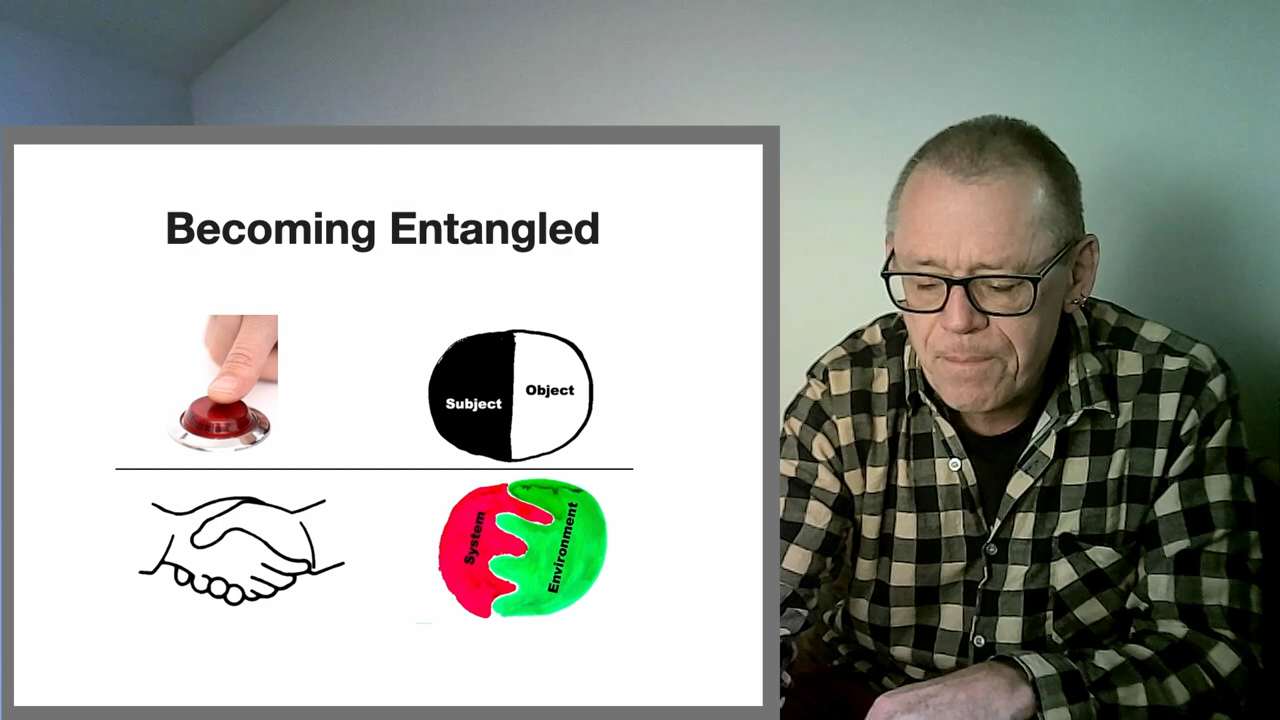 Becoming Entangled
Subject
Object
System
Environment